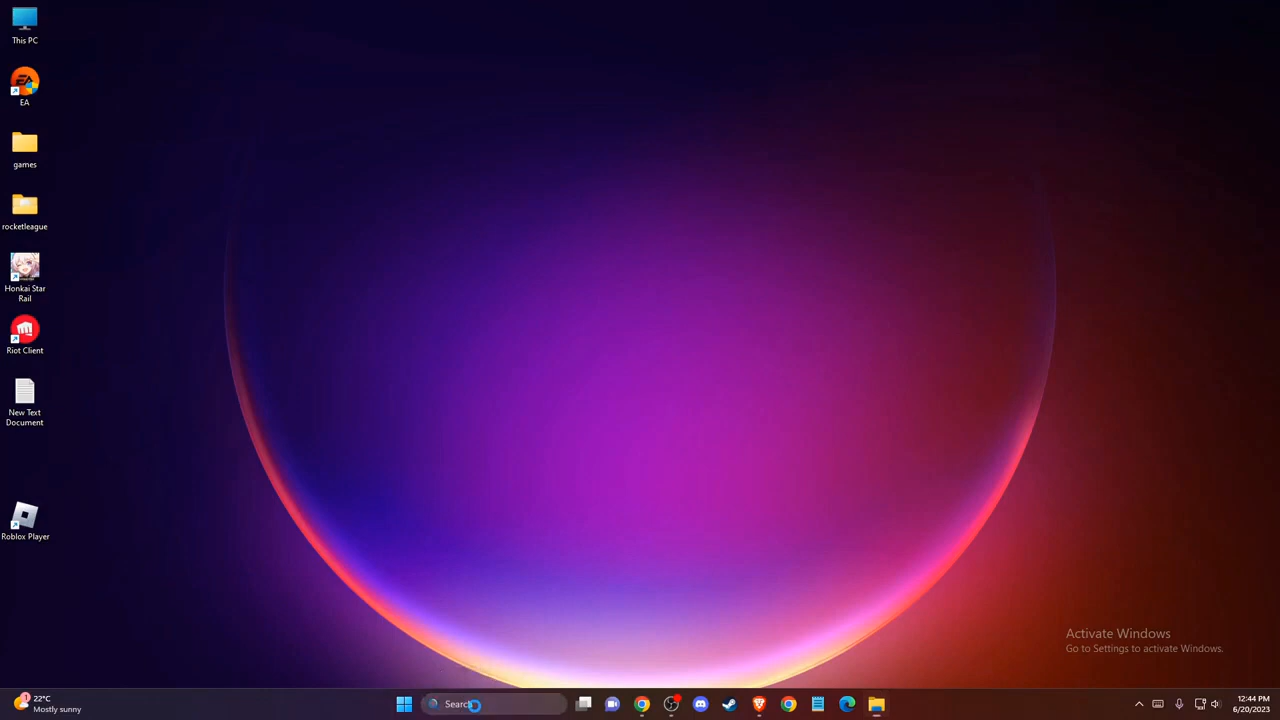 This PC
EA
games
rocketleague
Honkai Star
Rail
Riot Client
New Text
Document
Roblox Player
Activate Windows
Go to Settings to activate Windows.
1
22°C
Mostly sunny
Search
12:44 PM
6/20/2023